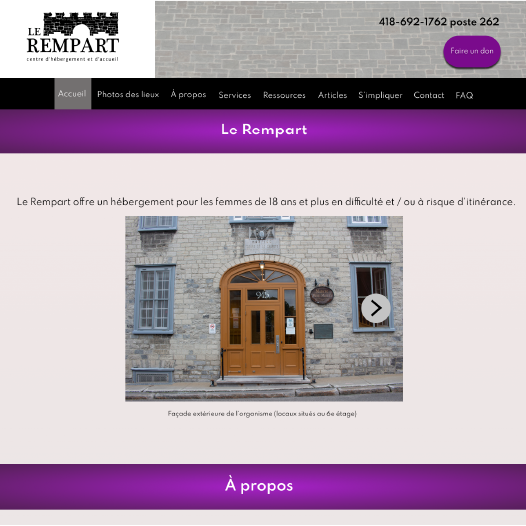 LE
REMPART
centre d'hébergement et d'accueil
418-692-1762 poste 262
Faire un don
Accueil Photos des lieux À propos Services Ressources Articles S'impliquer Contact FAQ
Le Rempart
Le Rempart offre un hébergement pour les femmes de 18 ans et plus en difficulté et / ou à risque d'itinérance.
945
Façade extérieure de l'organisme (locaux situés au 6e étage)
À propos